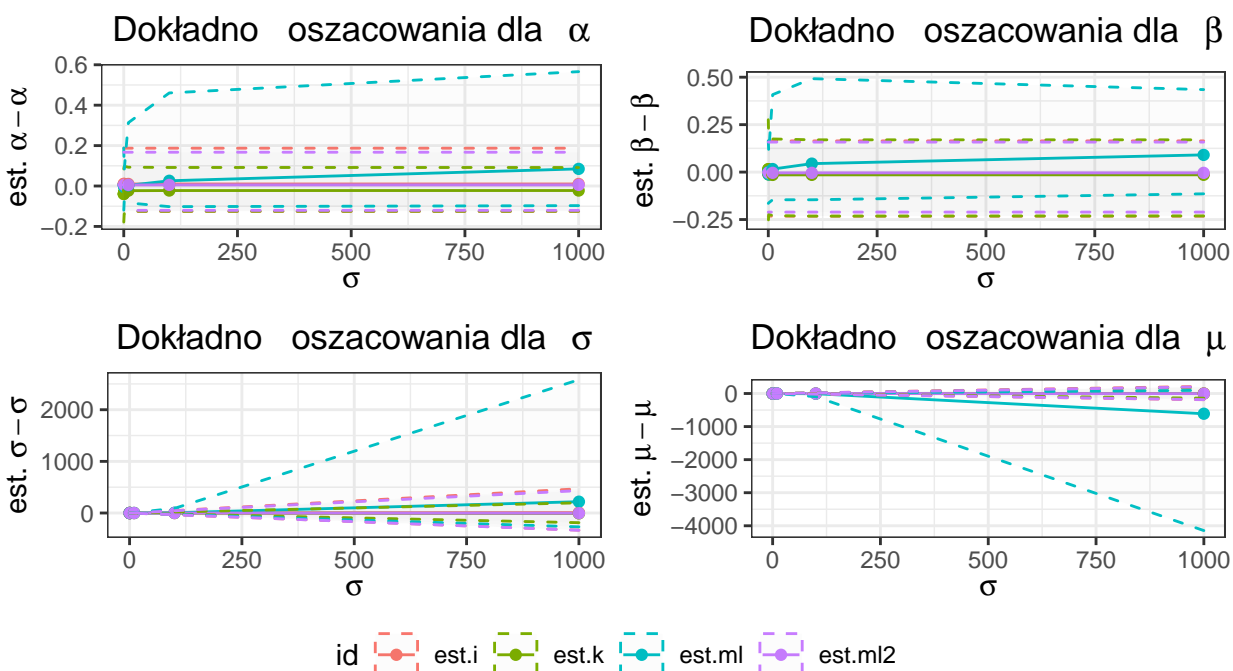 Dokładno oszacowania dla α
est. α − α
0.6
0.4
0.2
0.0
−0.2
0 250 500 750 1000
σ
Dokładno oszacowania dla β
est. β − β
0.50
0.25
0.00
−0.25
0 250 500 750 1000
σ
Dokładno oszacowania dla σ
est. σ − σ
2000
1000
0
0 250 500 750 1000
σ
Dokładno oszacowania dla μ
est. μ − μ
0
−1000
−2000
−3000
−4000
0 250 500 750 1000
σ
id est.i est.k est.ml est.ml2